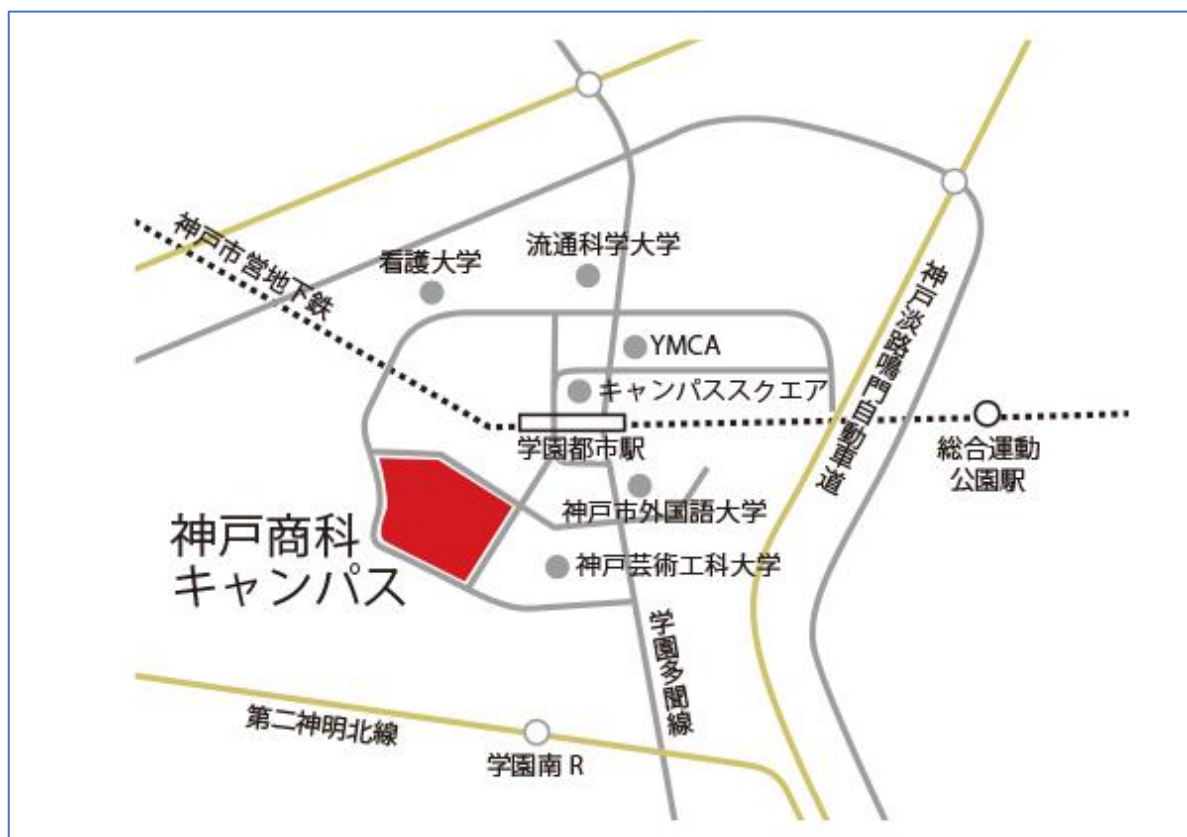 神戸市営地下鉄
看護大学
流通科学大学
YMCA
キャンパススクエア
神戸淡路鳴門自動車道
学園都市駅
総合運動
公園駅
神戸市外国語大学
神戸商科
キャンパス
神戸芸術工科大学
学園多聞線
第二神明北線
学園南 R